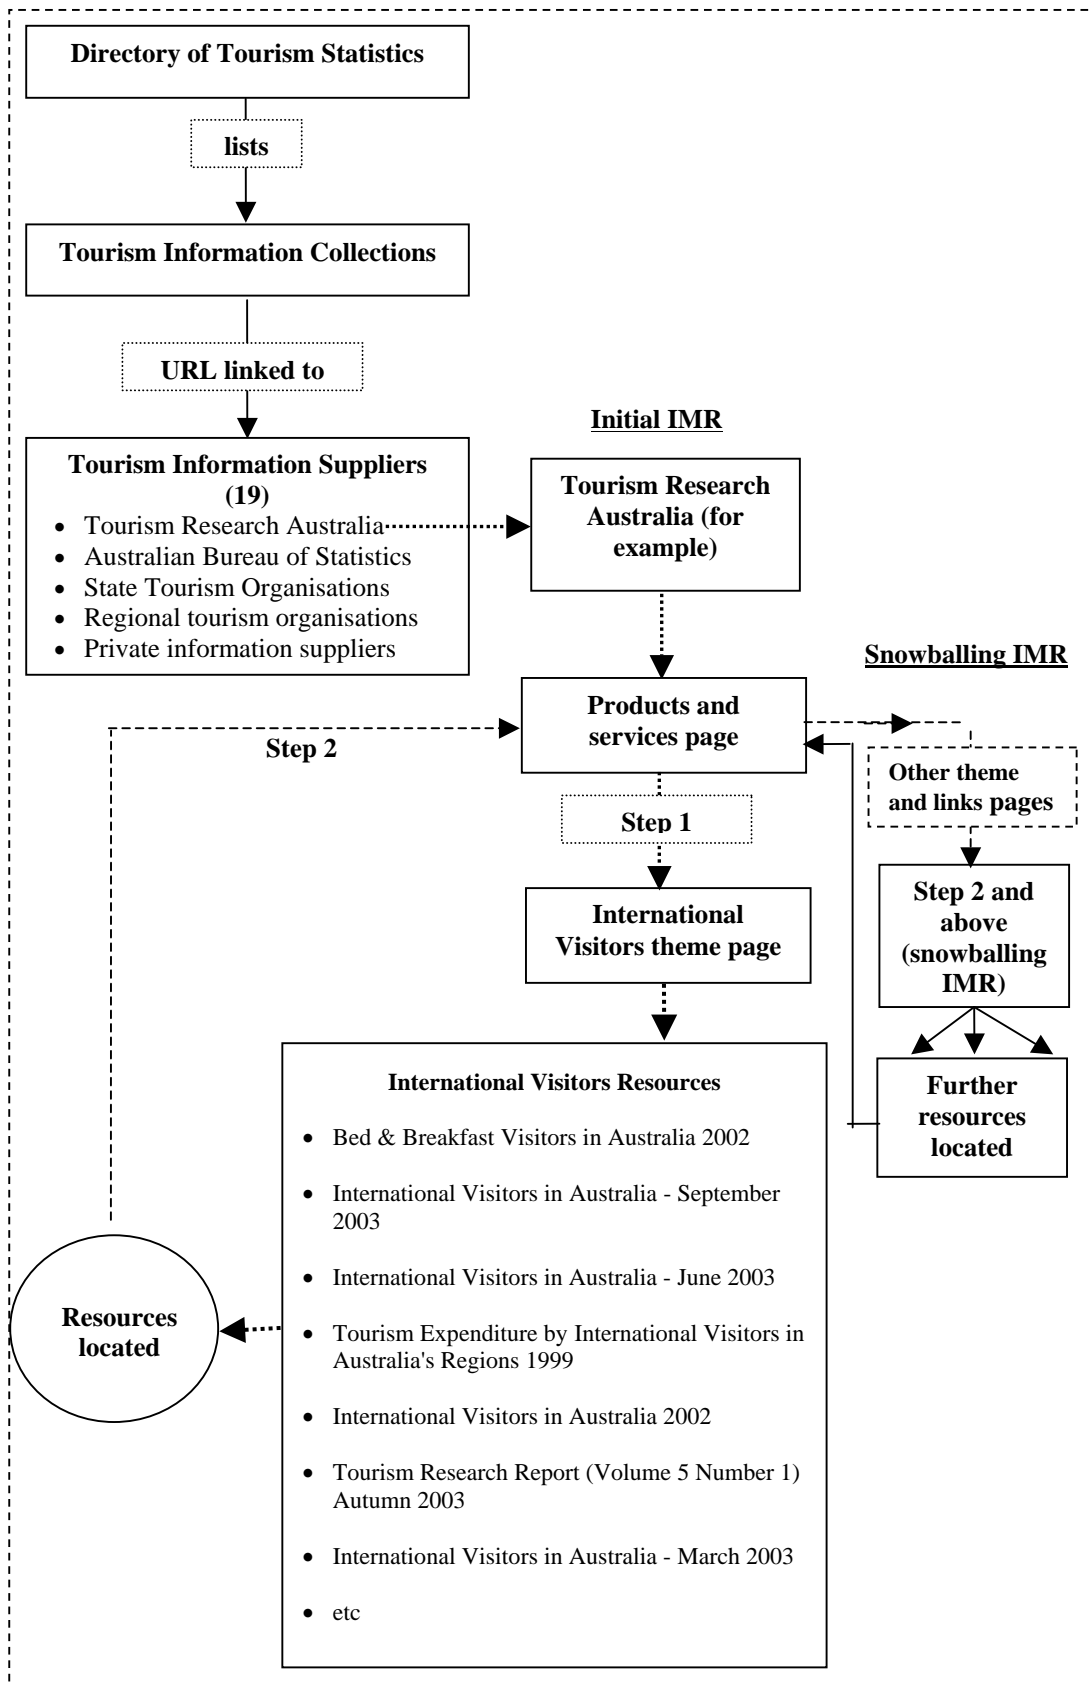 Directory of Tourism Statistics
lists
Tourism Information Collections
URL linked to
Tourism Information Suppliers
(19)
• Tourism Research Australia
• Australian Bureau of Statistics
• State Tourism Organisations
• Regional tourism organisations
• Private information suppliers
Initial IMR
Tourism Research
Australia (for
example)
Snowballing IMR
Products and
services page
Step 2
Other theme
and links pages
Step 1
Step 2 and
above
(snowballing
IMR)
International
Visitors theme page
Further
resources
located
International Visitors Resources
• Bed & Breakfast Visitors in Australia 2002
• International Visitors in Australia - September
2003
• International Visitors in Australia - June 2003
• Tourism Expenditure by International Visitors in
Australia's Regions 1999
• International Visitors in Australia 2002
• Tourism Research Report (Volume 5 Number 1)
Autumn 2003
• International Visitors in Australia - March 2003
• etc
Resources
located